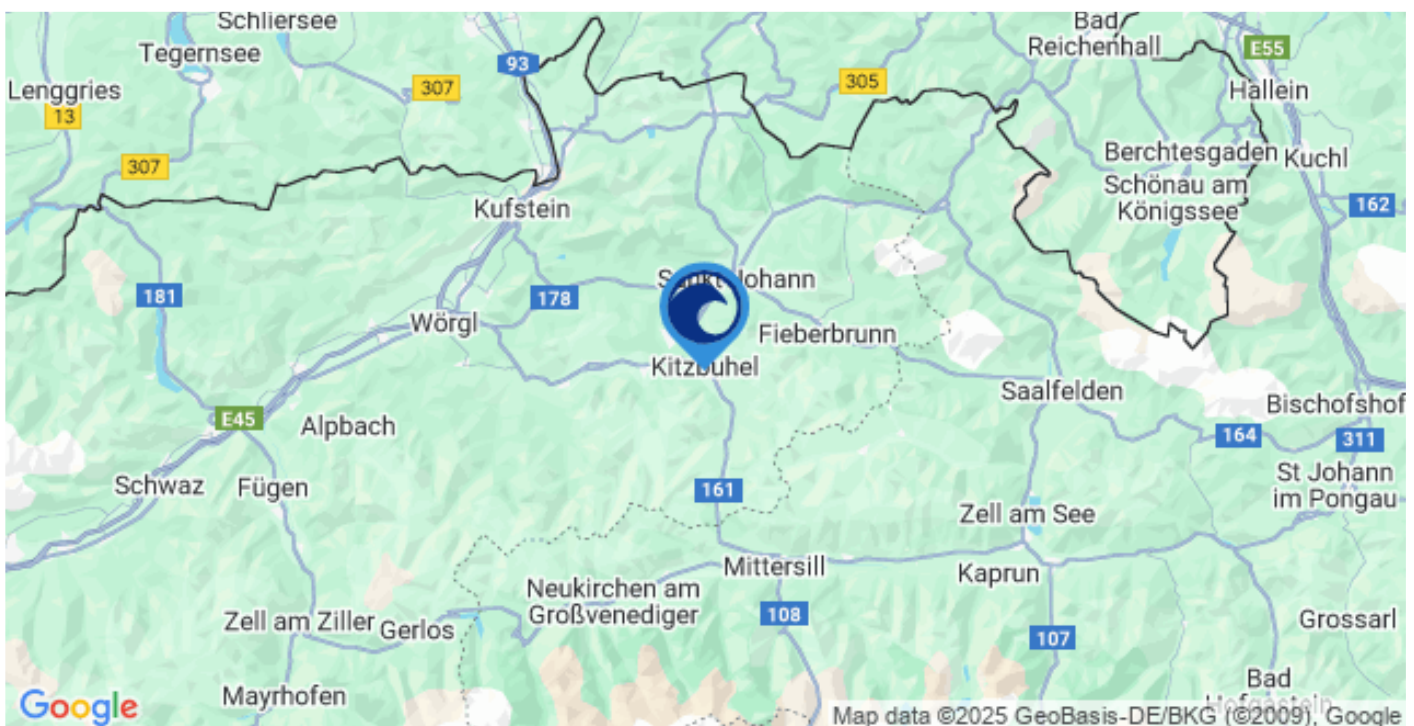 Schliersee
Bad
Reichenhall
E55
Tegernsee
93
Lenggries
307
305
Hallein
13
307
Berchtesgaden
Kuchl
Schönau am
Königssee
162
Kufstein
181
178
Sankt Johann
Wörgl
Fieberbrunn
Kitzbühel
Saalfelden
E45
Alpbach
Bischofshof
164
311
Schwaz
Fügen
161
St Johann
im Pongau
Zell am See
Mittersill
Kaprun
Neukirchen am
Großvenediger
108
Zell am Ziller
Gerlos
107
Grossarl
Mayrhofen
Bad
Hofgastein
Google
Map data ©2025 GeoBasis-DE/BKG (©2009), Google